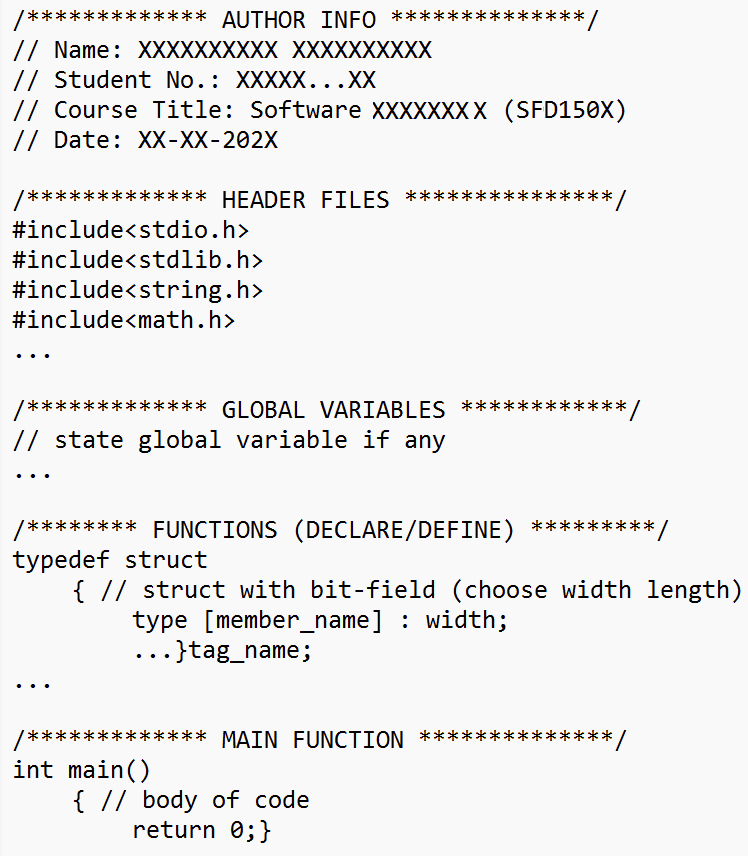 /************* AUTHOR INFO **************/
// Name: XXXXXXXXXX XXXXXXXXXX
// Student No.: XXXXX...XX
// Course Title: Software XXXXXXXX (SFD150X)
// Date: XX-XX-202X
/************* HEADER FILES ***************/
#include<stdio.h>
#include<stdlib.h>
#include<string.h>
#include<math.h>
...
/************* GLOBAL VARIABLES ************/
// state global variable if any
...
/******** FUNCTIONS (DECLARE/DEFINE) *********/
typedef struct
{ // struct with bit-field (choose width length)
type [member_name] : width;
...}tag_name;
...
/************* MAIN FUNCTION **************/
int main()
{ // body of code
return 0;}